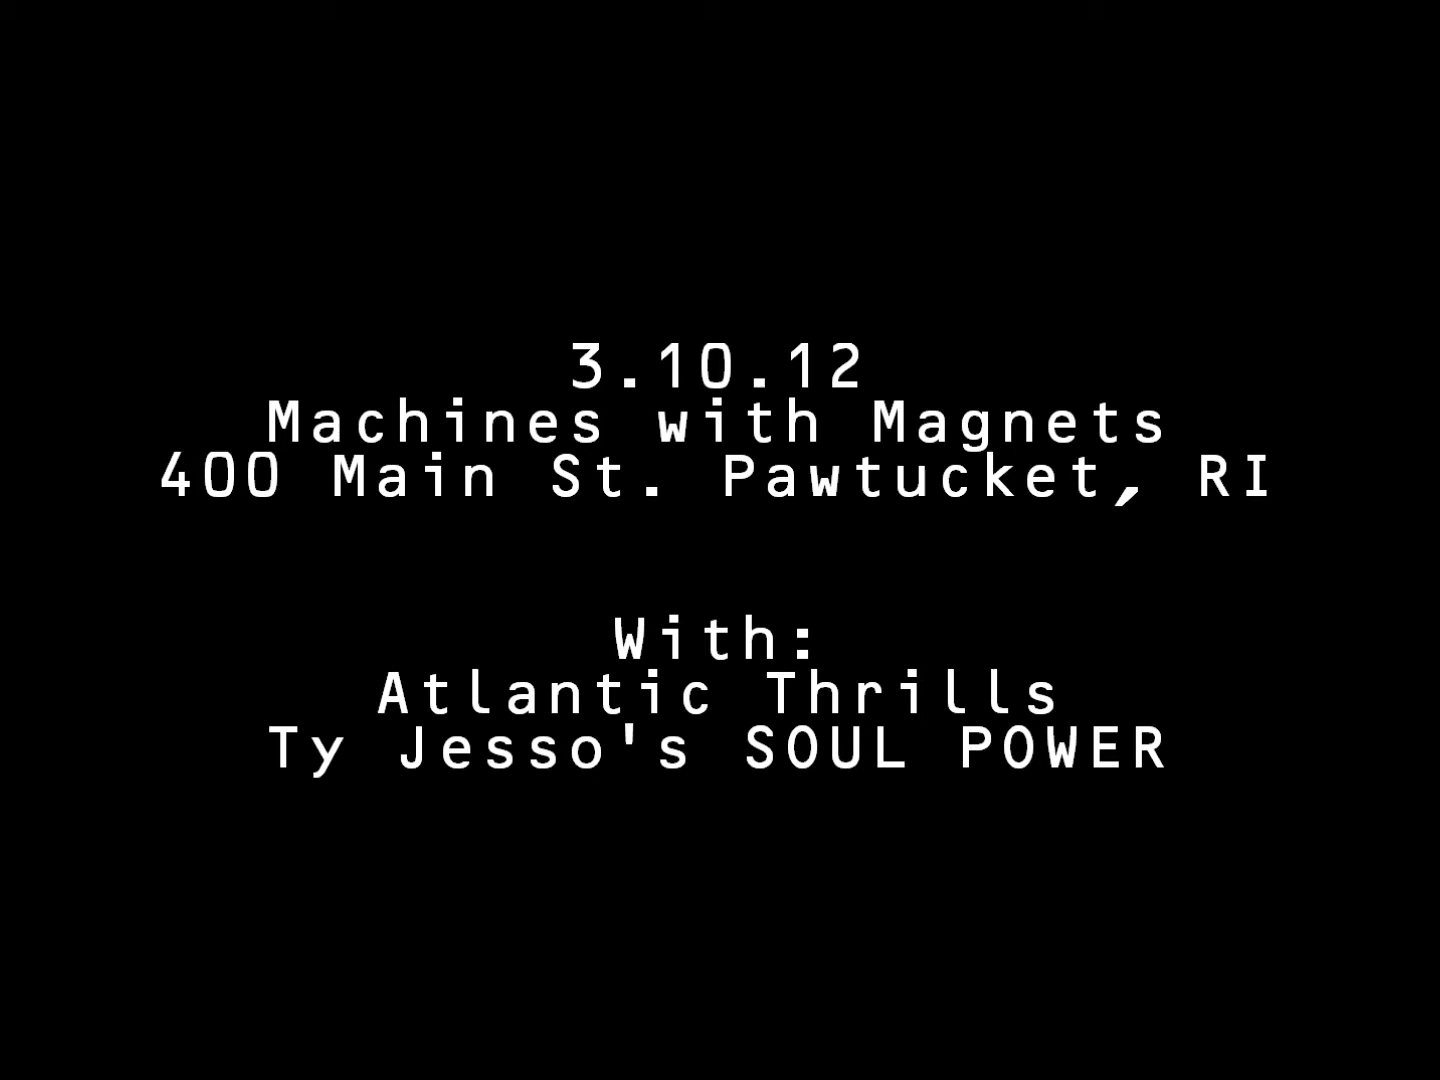 3.10.12
Machines with Magnets
400 Main St. Pawtucket, RI
With:
Atlantic Thrills
Ty Jesso's SOUL POWER